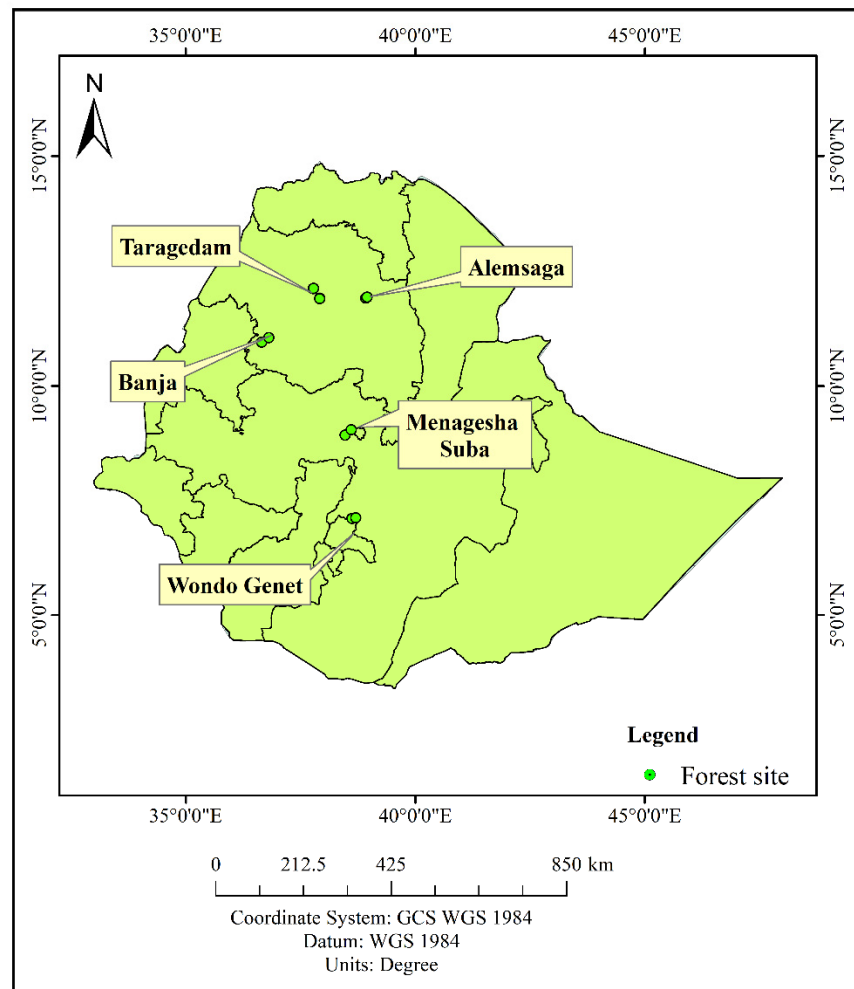 35°0'0"E 40°0'0"E 45°0'0"E
N
15°0'0"N 15°0'0"N
Taragedam
Alemsaga
Banja
10°0'0"N 10°0'0"N
Menagesha
Suba
Wondo Genet
5°0'0"N 5°0'0"N
Legend
Forest site
35°0'0"E 40°0'0"E 45°0'0"E
0 212.5 425 850 km
Coordinate System: GCS WGS 1984
Datum: WGS 1984
Units: Degree